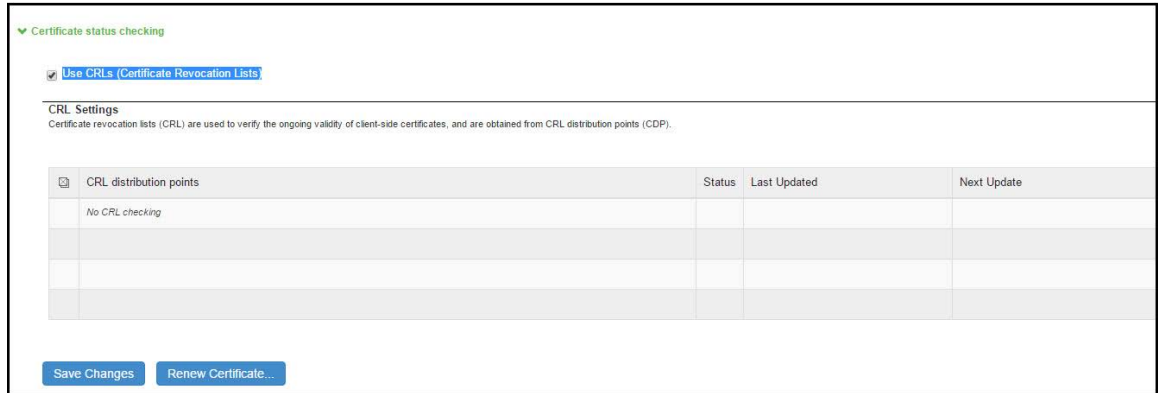 Certificate status checking
Use CRLs (Certificate Revocation Lists)
CRL Settings
Certificate revocation lists (CRL) are used to verify the ongoing validity of client-side certificates, and are obtained from CRL distribution points (CDP).
CRL distribution points Status Last Updated Next Update
No CRL checking
Save Changes Renew Certificate...